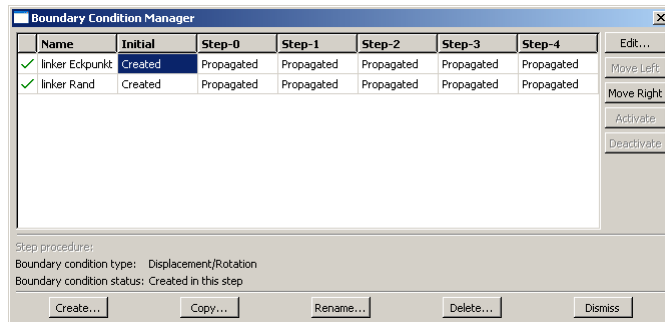 Boundary Condition Manager
Name Initial Step-0 Step-1 Step-2 Step-3 Step-4
linker Eckpunkt Created Propagated Propagated Propagated Propagated Propagated
linker Rand Created Propagated Propagated Propagated Propagated Propagated
Edit...
Move Left
Move Right
Activate
Deactivate
Step procedure:
Boundary condition type: Displacement/Rotation
Boundary condition status: Created in this step
Create... Copy... Rename... Delete... Dismiss